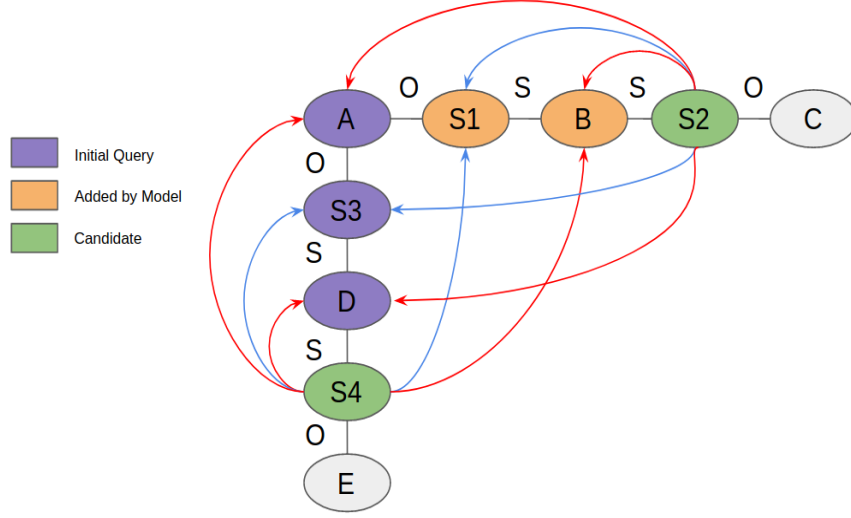 O S S O
A S1 B S2 C
O
Initial Query
Added by Model
S3
Candidate
S
D
S
S4
O
E